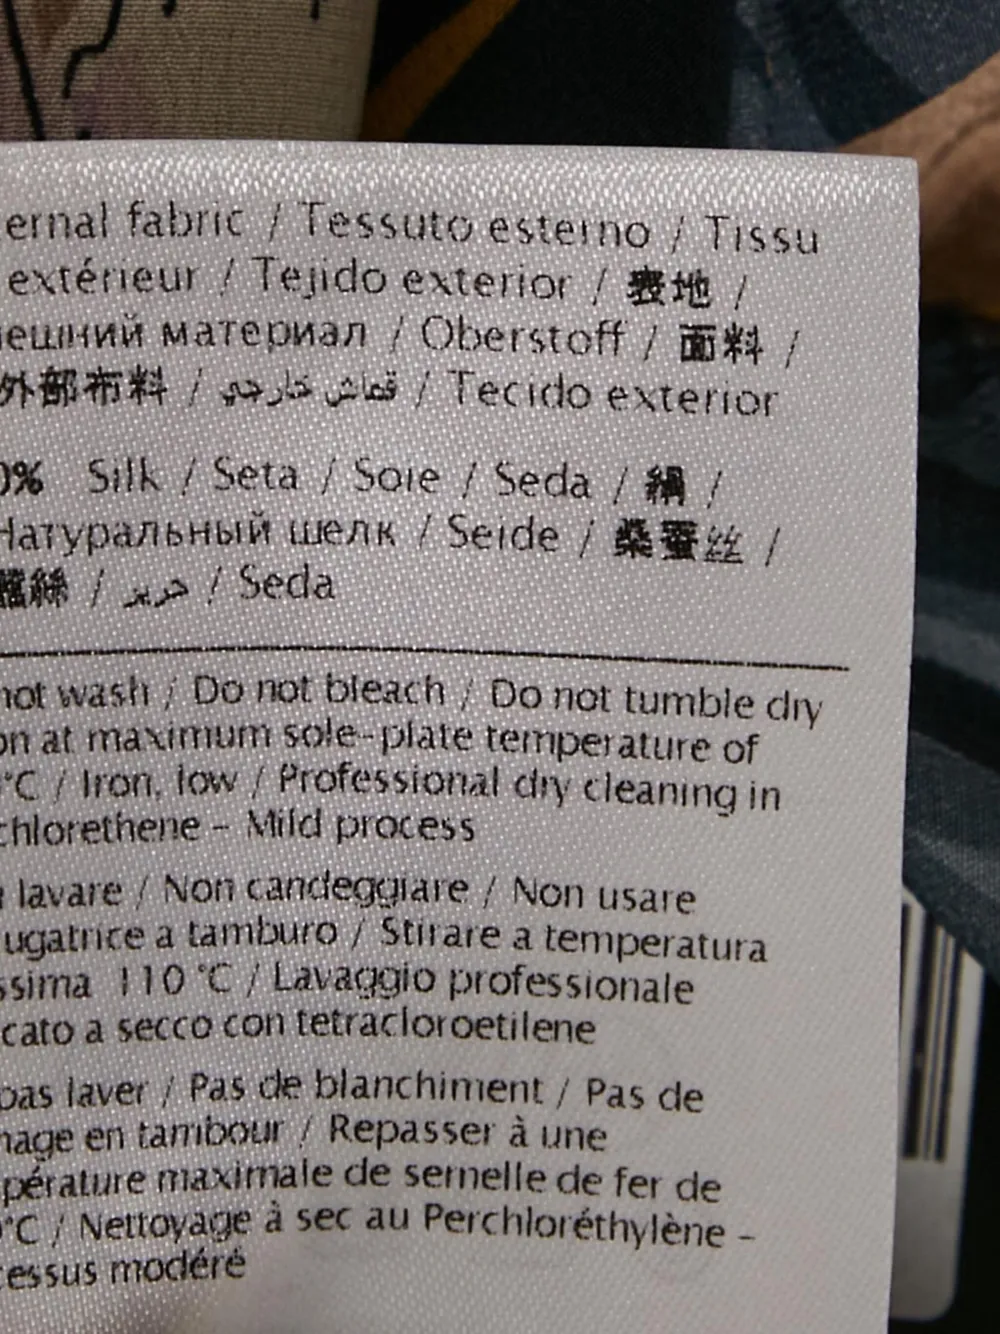 ernal fabric / Tessuto esterno / Tissu
extérieur / Tejido exterior / 表地 /
нешний материал / Oberstoff / 面料 /
外部布料 / قماش خارجي / Tecido exterior
0% Silk / Seta / Soie / Seda / 絹 /
Натуральный шелк / Seide / 桑蚕丝 /
蠶絲 / حرير / Seda
not wash / Do not bleach / Do not tumble dry
on at maximum sole-plate temperature of
°C / Iron, low / Professional dry cleaning in
chlorethene - Mild process
lavare / Non candeggiare / Non usare
ugatrice a tamburo / Stirare a temperatura
ssima 110 °C / Lavaggio professionale
cato a secco con tetracloroetilene
pas laver / Pas de blanchiment / Pas de
hage en tambour / Repasser à une
pérature maximale de semelle de fer de
0°C / Nettoyage à sec au Perchloréthylène -
cessus modéré